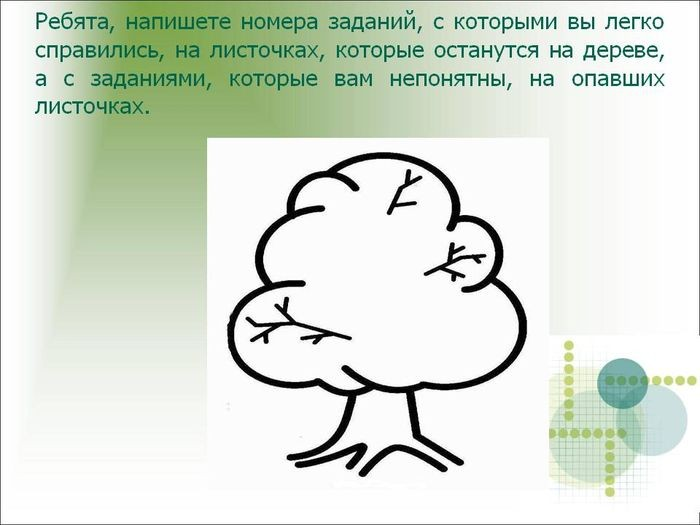 Ребята, напишете номера заданий, с которыми вы легко
справились, на листочках, которые останутся на дереве,
а с заданиями, которые вам непонятны, на опавших
листочках.